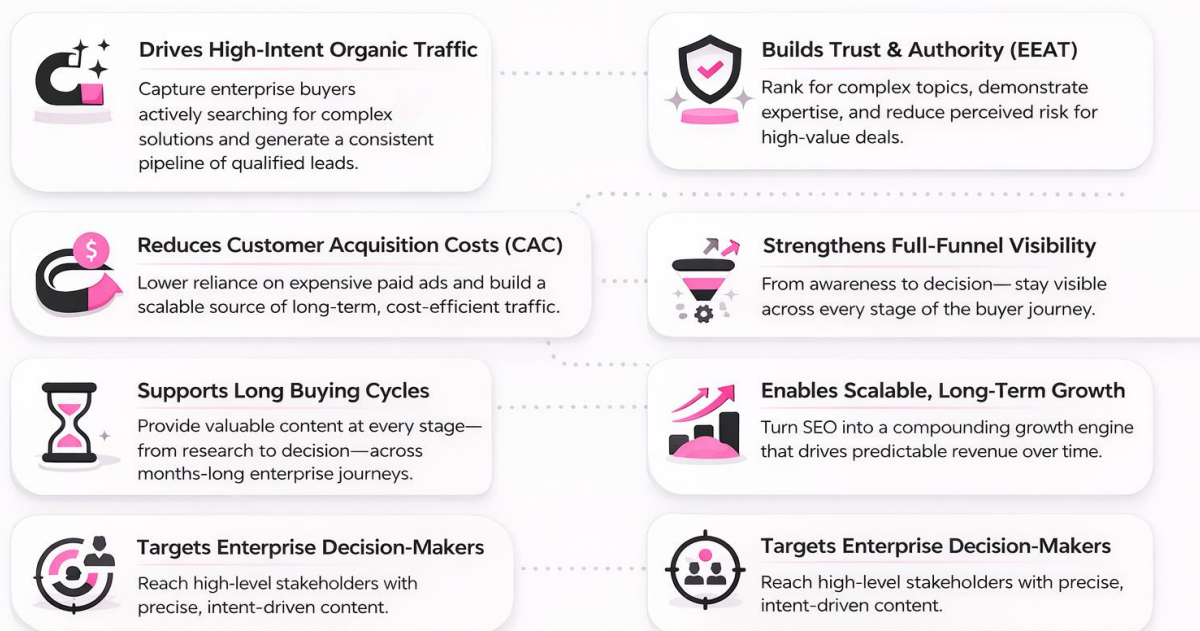 Drives High-Intent Organic Traffic
Capture enterprise buyers
actively searching for complex
solutions and generate a consistent
pipeline of qualified leads.
Builds Trust & Authority (EEAT)
Rank for complex topics, demonstrate
expertise, and reduce perceived risk for
high-value deals.
$
Reduces Customer Acquisition Costs (CAC)
Lower reliance on expensive paid ads and build a
scalable source of long-term, cost-efficient traffic.
Strengthens Full-Funnel Visibility
From awareness to decision— stay visible
across every stage of the buyer journey.
Supports Long Buying Cycles
Provide valuable content at every stage—
from research to decision—across
months-long enterprise journeys.
Enables Scalable, Long-Term Growth
Turn SEO into a compounding growth engine
that drives predictable revenue over time.
Targets Enterprise Decision-Makers
Reach high-level stakeholders with
precise, intent-driven content.
Targets Enterprise Decision-Makers
Reach high-level stakeholders with precise,
intent-driven content.